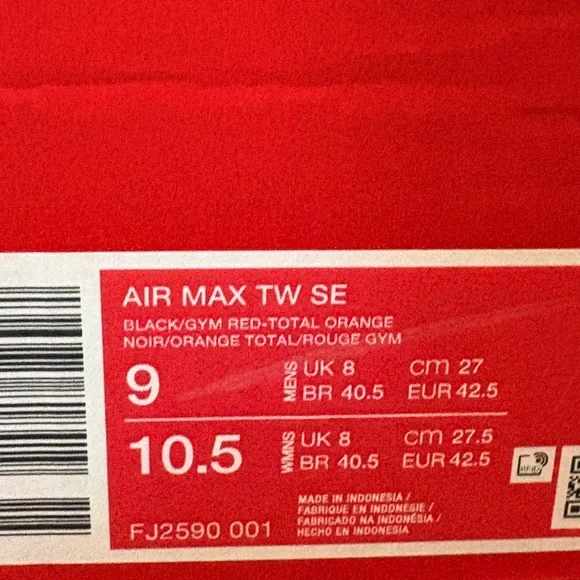 AIR MAX TW SE
BLACK/GYM RED-TOTAL ORANGE
NOIR/ORANGE TOTAL/ROUGE GYM
9 MENS UK 8 cm 27
BR 40.5 EUR 42.5
10.5 WMNS UK 8 cm 27.5
BR 40.5 EUR 42.5
MADE IN INDONESIA /
FABRIQUE EN INDONESIE /
FABRICADO NA INDONÉSIA /
HECHO EN INDONESIA
FJ2590 001
RFID